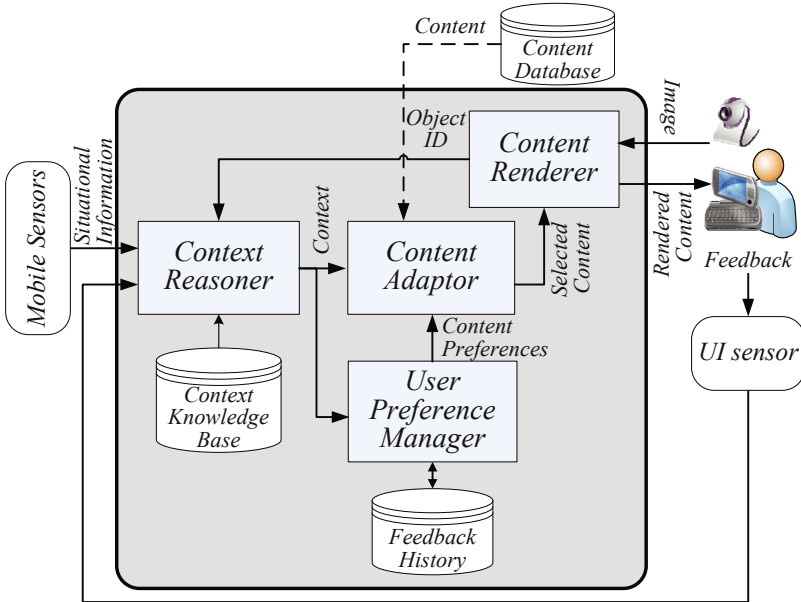 Content
Content
Database
Image
Object
ID
Content
Renderer
Mobile Sensors
Situational
Information
Context
Reasoner
Context
Content
Adaptor
Selected
Content
Rendered
Content
Feedback
Content
Preferences
UI sensor
Context
Knowledge
Base
User
Preference
Manager
Feedback
History